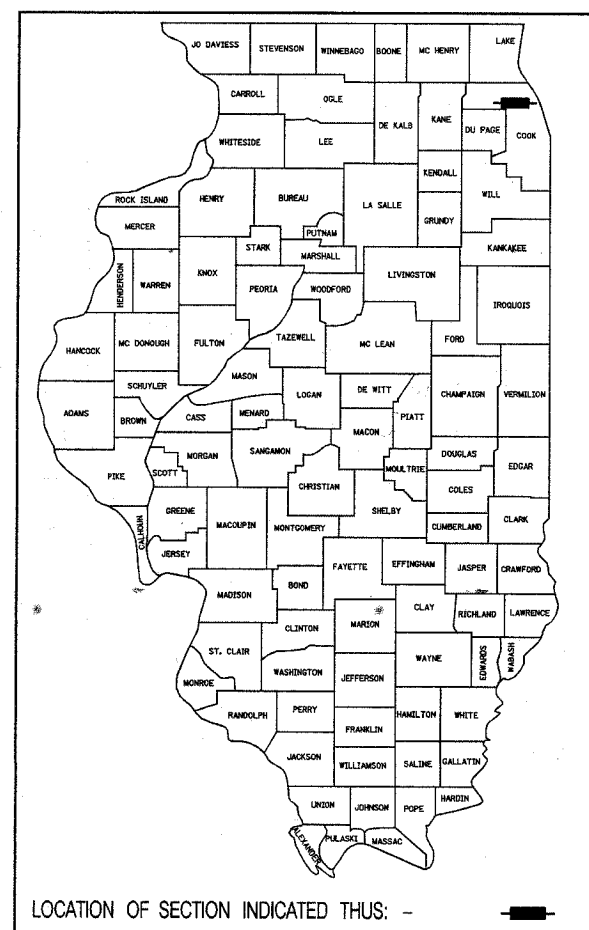 JO DAVIESS STEVENSON WINNEBAGO BOONE MC HENRY LAKE
CARROLL OGLE DE KALB KANE DU PAGE COOK
WHITESIDE LEE
KENDALL WILL
ROCK ISLAND HENRY BUREAU LA SALLE
MERCER PUTNAM GRUNDY
STARK MARSHALL KANKAKEE
HENDERSON WARREN KNOX PEORIA WOODFORD LIVINGSTON IROQUOIS
HANCOCK MC DONOUGH FULTON TAZEWELL MC LEAN FORD
SCHUYLER MASON LOGAN DE WITT CHAMPAIGN VERMILION
ADAMS BROWN CASS MENARD PIATT
MACON
MORGAN SANGAMON DOUGLAS EDGAR
PIKE SCOTT CHRISTIAN MOULTRIE COLES
GREENE MACOUPIN MONTGOMERY SHELBY CUMBERLAND CLARK
CALHOUN JERSEY
FAYETTE EFFINGHAM JASPER CRAWFORD
MADISON BOND CLAY RICHLAND LAWRENCE
CLINTON MARION
ST. CLAIR WAYNE EDWARDS WABASH
MONROE WASHINGTON JEFFERSON
RANDOLPH PERRY HAMILTON WHITE
FRANKLIN
JACKSON WILLIAMSON SALINE GALLATIN
UNION JOHNSON POPE HARDIN
ALEXANDER PULASKI MASSAC
LOCATION OF SECTION INDICATED THUS: -